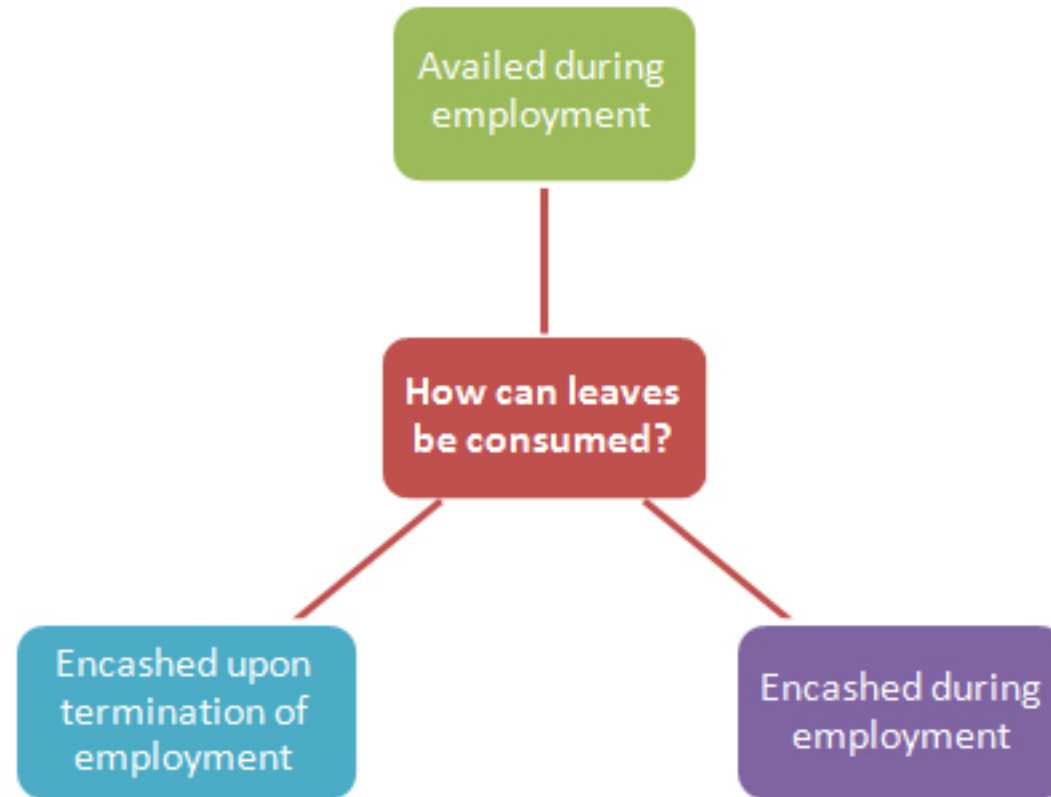 Availed during
employment
How can leaves
be consumed?
Encashed upon
termination of
employment
Encashed during
employment